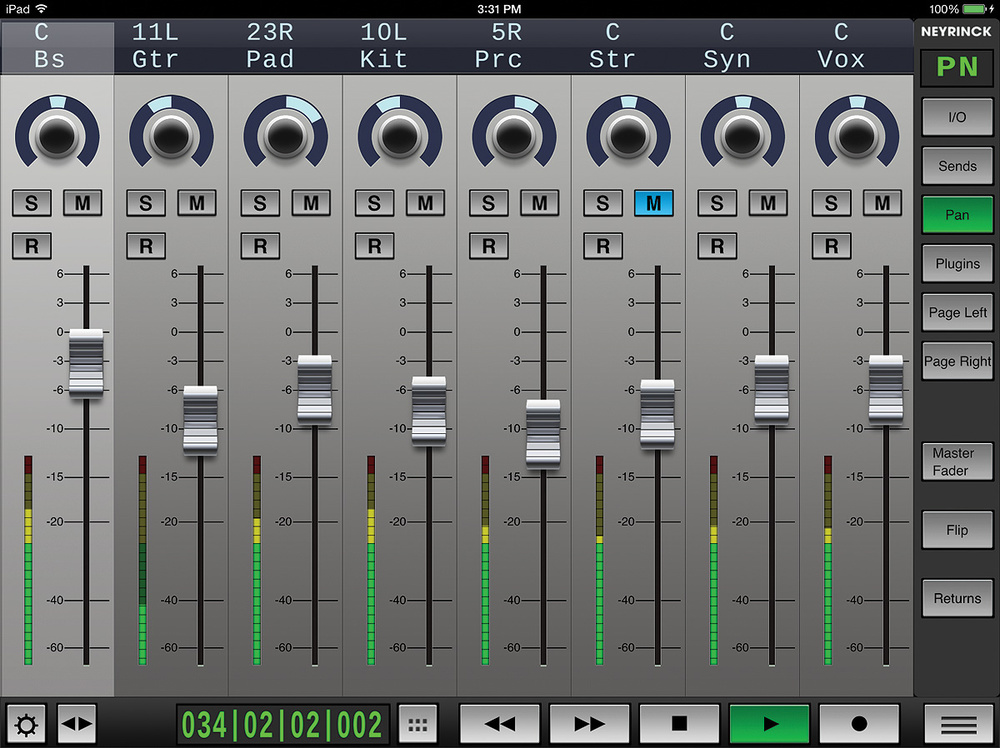 iPad 3:31 PM 100%
C 11L 23R 10L 5R C C C NEYRINCK
Bs Gtr Pad Kit Prc Str Syn Vox PN
I/O
Sends
S M S M S M S M S M S M S M S M
Pan
R R R R R R R R
Plugins
6 6 6 6 6 6 6 6
3 3 3 3 3 3 3 3
Page Left
0 0 0 0 0 0 0 0
-3 -3 -3 -3 -3 -3 -3 -3
Page Right
-6 -6 -6 -6 -6 -6 -6 -6
-10 -10 -10 -10 -10 -10 -10 -10
Master
Fader
-15 -15 -15 -15 -15 -15 -15 -15
-20 -20 -20 -20 -20 -20 -20 -20
Flip
-40 -40 -40 -40 -40 -40 -40 -40
Returns
-60 -60 -60 -60 -60 -60 -60 -60
034|02|02|002